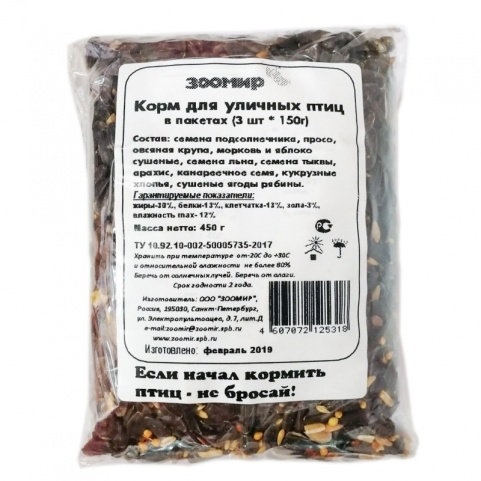 ЗООМИР
Корм для уличных птиц
в пакетах (3 шт * 150г)
Состав: семена подсолнечника, просо,
овсяная крупа, морковь и яблоко
сушеные, семена льна, семена тыквы,
арахис, канареечное семя, кукурузные
хлопья, сушеные ягоды рябины.
Гарантируемые показатели:
жиры-30%, белки-13%, клетчатка-13%, зола-3%,
влажность max- 12%
Масса нетто: 450 г
ТУ 10.92.10-002-50005735-2017
Хранить при температуре от-20С до +30С
и относительной влажности не более 80%
Беречь от солнечных лучей. Беречь от влаги.
Срок годности 2 года.
Изготовитель: ООО "ЗООМИР",
Россия, 195030, Санкт-Петербург,
ул. Электропультовцев, д.7, лит.Д
e-mail:zoomir@zoomir.spb.ru
www.zoomir.spb.ru
4 607072 125318
Изготовлено: февраль 2019
Если начал кормить
птиц - не бросай!